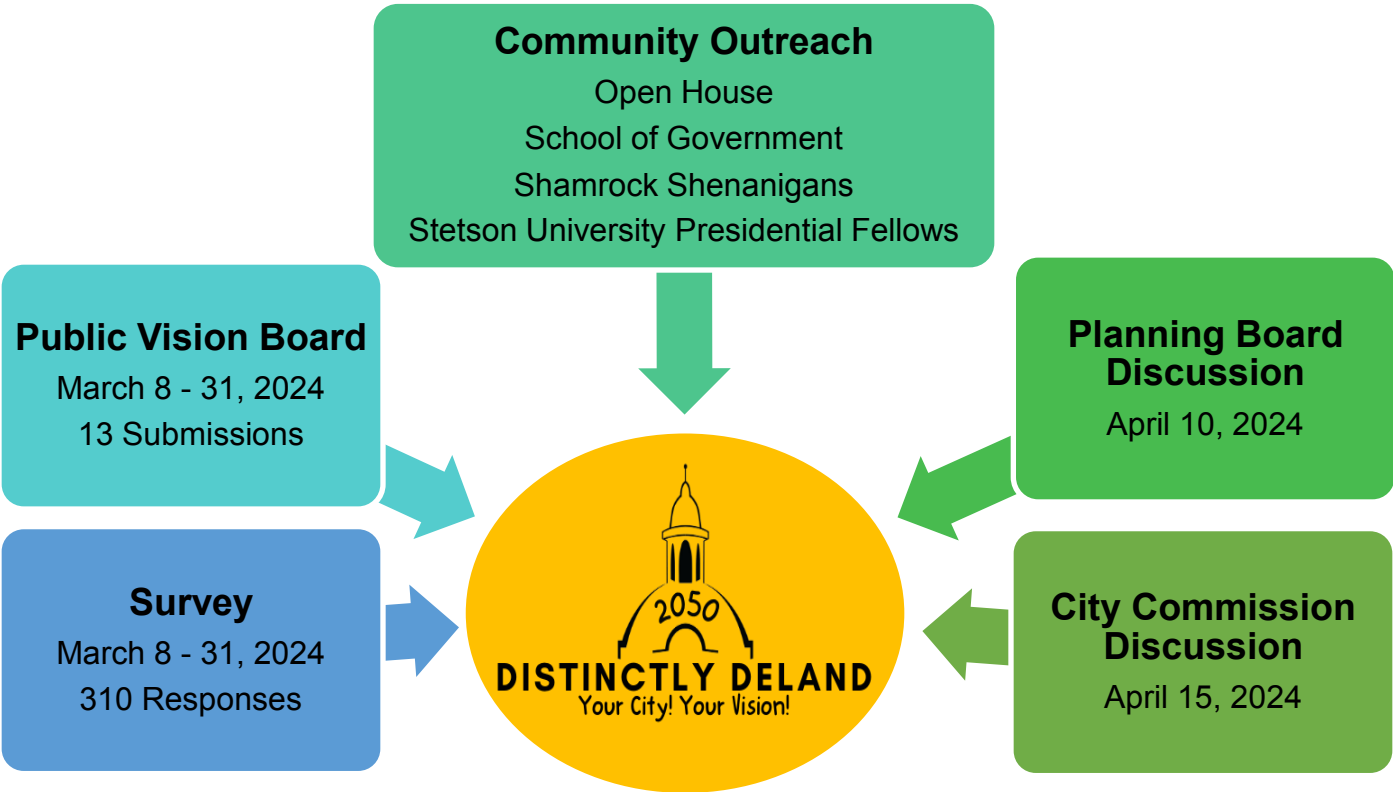 Community Outreach
Open House
School of Government
Shamrock Shenanigans
Stetson University Presidential Fellows
Public Vision Board
March 8 - 31, 2024
13 Submissions
Survey
March 8 - 31, 2024
310 Responses
2050
DISTINCTLY DELAND
Your City! Your Vision!
Planning Board
Discussion
April 10, 2024
City Commission
Discussion
April 15, 2024